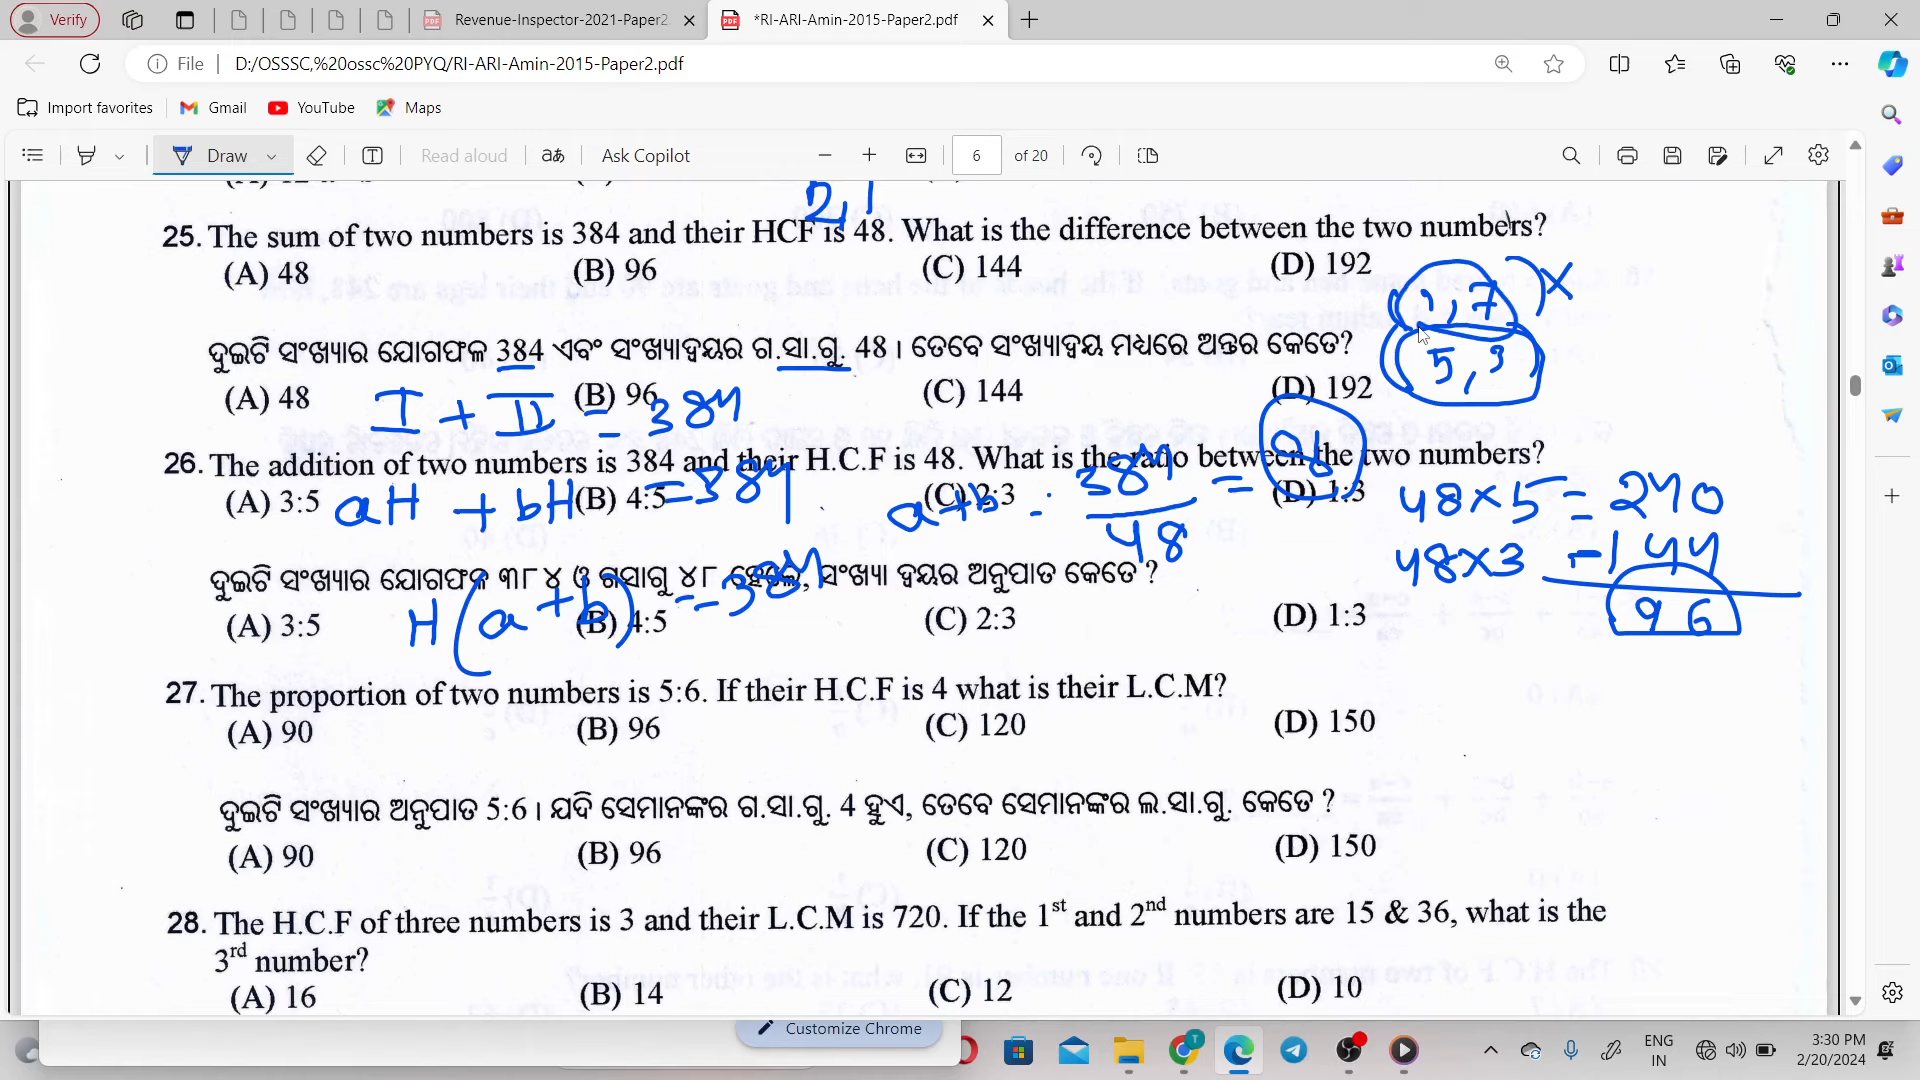 Verify
Revenue-Inspector-2021-Paper2
*RI-ARI-Amin-2015-Paper2.pdf
File
D:/OSSSC,%20ossc%20PYQ/RI-ARI-Amin-2015-Paper2.pdf
Import favorites
Gmail
YouTube
Maps
Draw
Read aloud
Ask Copilot
6
of 20
2,1
25. The sum of two numbers is 384 and their HCF is 48. What is the difference between the two numbers?
(A) 48 (B) 96 (C) 144 (D) 192
,7 ) X
5,3
ଦୁଇଟି ସଂଖ୍ୟାର ଯୋଗଫଳ 384 ଏବଂ ସଂଖ୍ୟାଦ୍ୱୟର ଗ.ସା.ଗୁ. 48। ତେବେ ସଂଖ୍ୟାଦ୍ୱୟ ମଧ୍ୟରେ ଅନ୍ତର କେତେ?
(A) 48 (B) 96 (C) 144 (D) 192
I + II = 384
26. The addition of two numbers is 384 and their H.C.F is 48. What is the ratio between the two numbers?
(A) 3:5 (B) 4:5 (C) 2:3 (D) 1:3
aH + bH = 384
a+b = 384
48
=
48×5 = 240
48×3 -144
96
ଦୁଇଟି ସଂଖ୍ୟାର ଯୋଗଫଳ ୩୮୪ ଓ ଗସାଗୁ ୪୮ ହେଲେ, ସଂଖ୍ୟା ଦ୍ୱୟର ଅନୁପାତ କେତେ ?
(A) 3:5 (B) 4:5 (C) 2:3 (D) 1:3
H(a+b) = 384
27. The proportion of two numbers is 5:6. If their H.C.F is 4 what is their L.C.M?
(A) 90 (B) 96 (C) 120 (D) 150
ଦୁଇଟି ସଂଖ୍ୟାର ଅନୁପାତ 5:6। ଯଦି ସେମାନଙ୍କର ଗ.ସା.ଗୁ. 4 ହୁଏ, ତେବେ ସେମାନଙ୍କର ଲ.ସା.ଗୁ. କେତେ ?
(A) 90 (B) 96 (C) 120 (D) 150
28. The H.C.F of three numbers is 3 and their L.C.M is 720. If the 1st and 2nd numbers are 15 & 36, what is the
3rd number?
(A) 16 (B) 14 (C) 12 (D) 10
Customize Chrome
ENG
IN
3:30 PM
2/20/2024